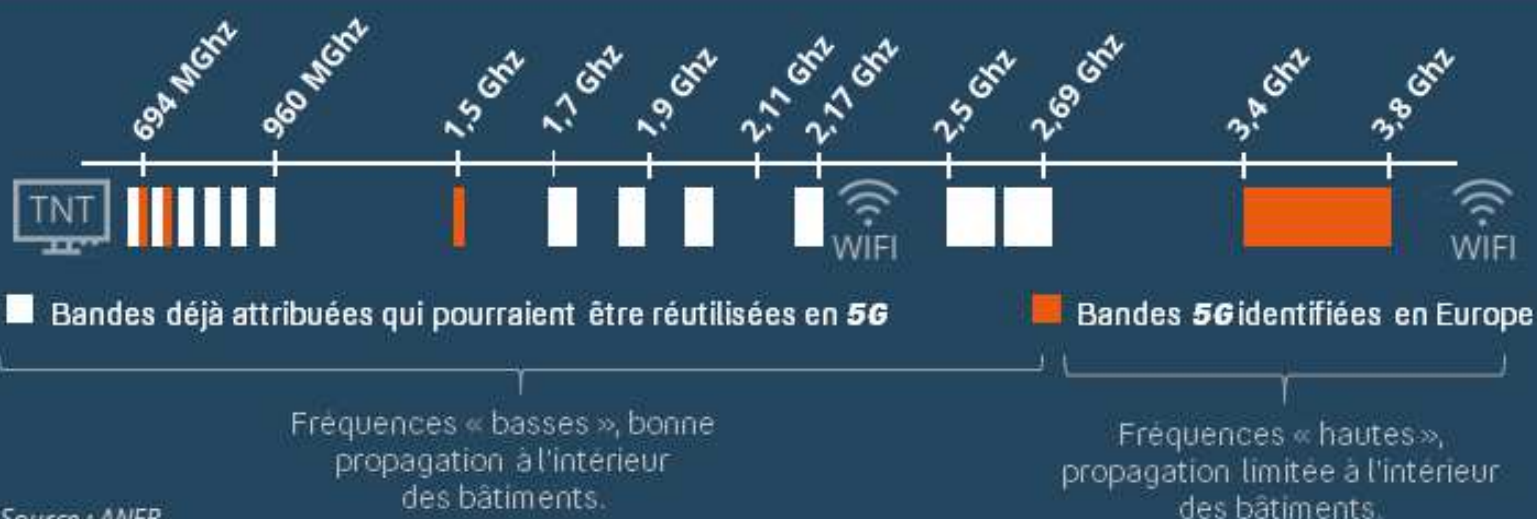 694 MGhz
960 MGhz
1,5 Ghz
1,7 Ghz
1,9 Ghz
2,11 Ghz
2,17 Ghz
2,5 Ghz
2,69 Ghz
3,4 Ghz
3,8 Ghz
TNT
WIFI
WIFI
Bandes déjà attribuées qui pourraient être réutilisées en 5G
Bandes 5G identifiées en Europe
Fréquences « basses », bonne
propagation à l'intérieur
des bâtiments.
Fréquences « hautes »,
propagation limitée à l'intérieur
des bâtiments.
Source : ANFR